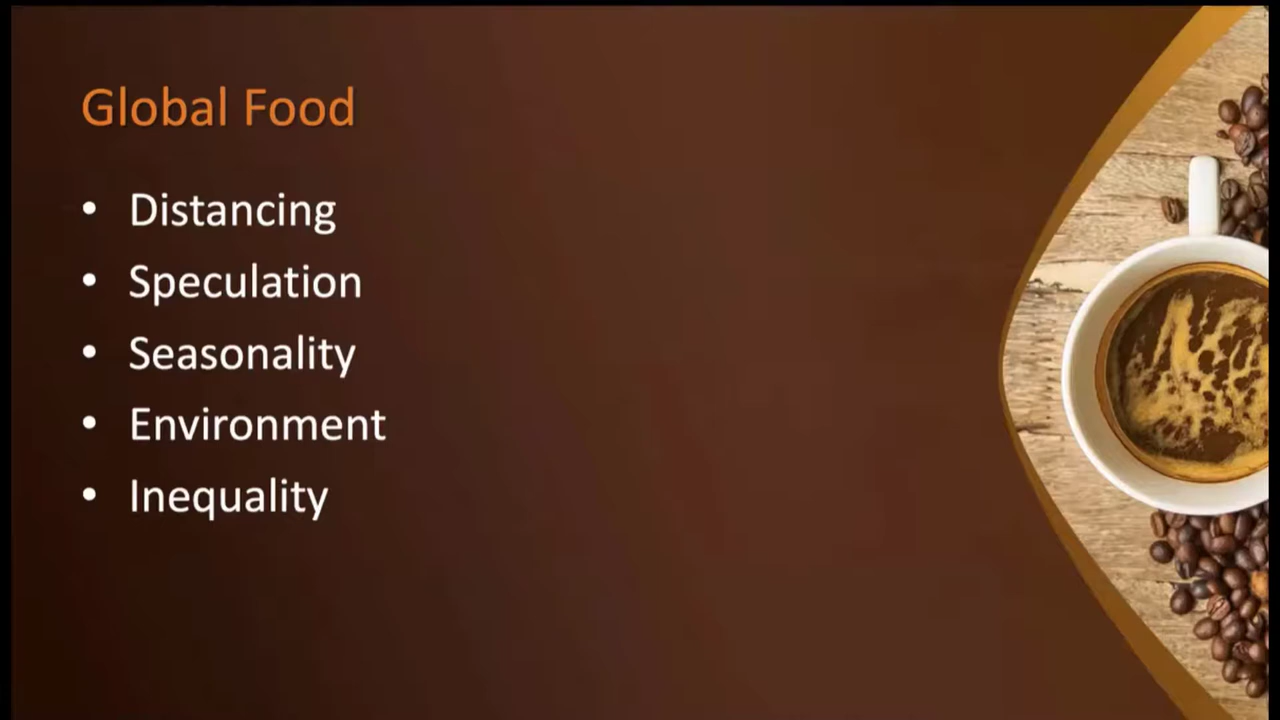 Global Food
• Distancing
• Speculation
• Seasonality
• Environment
• Inequality